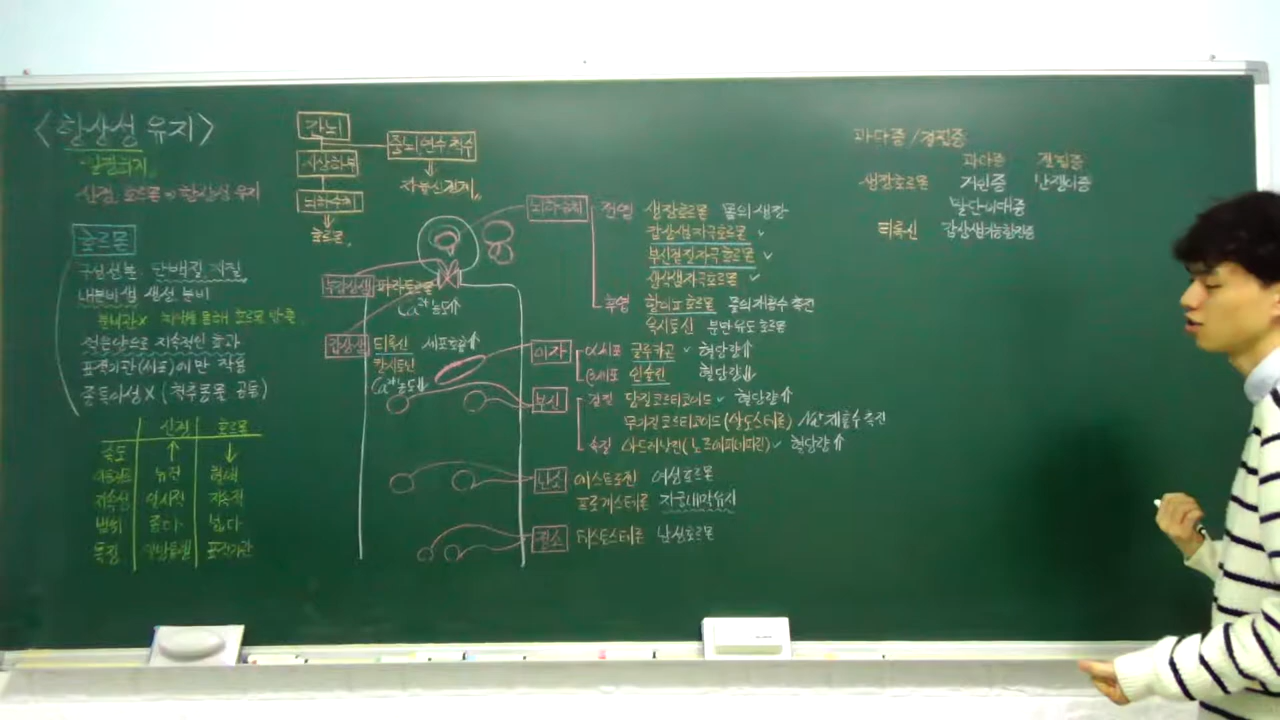 <항상성 유지>
일정하게
신경, 호르몬 → 항상성 유지
간뇌
중뇌 연수 척수
시상하부
자율신경계
뇌하수체
호르몬
호르몬
구성성분 단백질
내분비샘 생성 분비
분비관X 혈액을 통해 호르몬
적은양으로 지속적인 효과
표적기관(세포)에만 작용
종특이성X (척추동물 공통)
신경 호르몬
속도 ↑ ↓
뉴런 혈액
지속성 일시적 지속적
범위 좁다 넓다
특징 표적기관
부갑상샘 파라토르몬
Ca²⁺농도↑
갑상샘 티록신 세포호흡↑
칼시토닌
Ca²⁺농도↓
뇌하수체
전엽 생장호르몬 몸의 생장
갑상샘자극호르몬
부신겉질자극호르몬
생식샘자극호르몬
후엽 항이뇨호르몬 물의 재흡수 촉진
옥시토신 분만유도호르몬
이자 α세포 글루카곤 혈당량↑
β세포 인슐린 혈당량↓
부신 겉질 당질코르티코이드 혈당량↑
무기질코르티코이드(알도스테론) Na⁺재흡수 촉진
속질 아드레날린(노르에피네프린) 혈당량↑
난소 에스트로젠 여성호르몬
프로게스테론 자궁내막유지
정소 테스토스테론 남성호르몬
과다증/결핍증
과다증 결핍증
생장호르몬 거인증 난쟁이증
말단비대증
티록신 갑상샘기능항진증